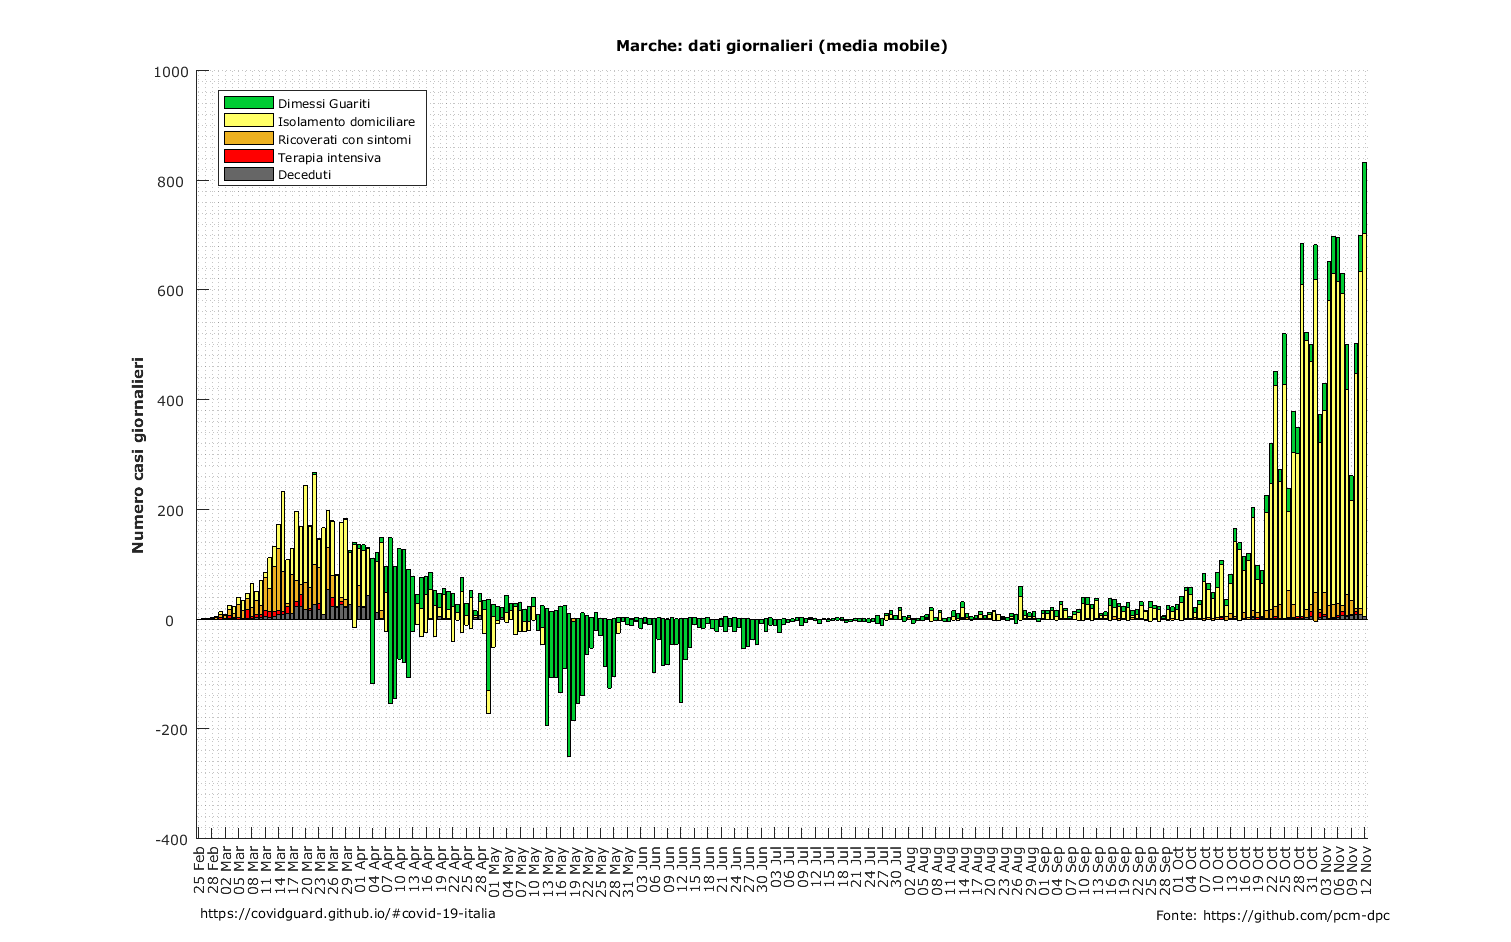 Marche: dati giornalieri (media mobile)
1000
800
600
400
200
0
-200
-400
Numero casi giornalieri
Dimessi Guariti
Isolamento domiciliare
Ricoverati con sintomi
Terapia intensiva
Deceduti
25 Feb
28 Feb
02 Mar
05 Mar
08 Mar
11 Mar
14 Mar
17 Mar
20 Mar
23 Mar
26 Mar
29 Mar
01 Apr
04 Apr
07 Apr
10 Apr
13 Apr
16 Apr
19 Apr
22 Apr
25 Apr
28 Apr
01 May
04 May
07 May
10 May
13 May
16 May
19 May
22 May
25 May
28 May
31 May
03 Jun
06 Jun
09 Jun
12 Jun
15 Jun
18 Jun
21 Jun
24 Jun
27 Jun
30 Jun
03 Jul
06 Jul
09 Jul
12 Jul
15 Jul
18 Jul
21 Jul
24 Jul
27 Jul
30 Jul
02 Aug
05 Aug
08 Aug
11 Aug
14 Aug
17 Aug
20 Aug
23 Aug
26 Aug
29 Aug
01 Sep
04 Sep
07 Sep
10 Sep
13 Sep
16 Sep
19 Sep
22 Sep
25 Sep
28 Sep
01 Oct
04 Oct
07 Oct
10 Oct
13 Oct
16 Oct
19 Oct
22 Oct
25 Oct
28 Oct
31 Oct
03 Nov
06 Nov
09 Nov
12 Nov
https://covidguard.github.io/#covid-19-italia
Fonte: https://github.com/pcm-dpc